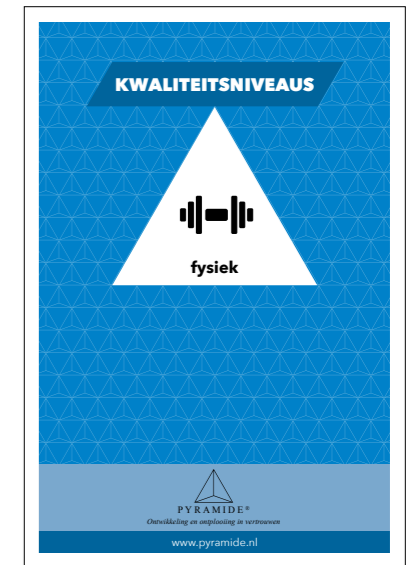 KWALITEITSNIVEAUS
fysiek
PYRAMIDE®
Ontwikkeling en ontplooiing in vertrouwen
www.pyramide.nl